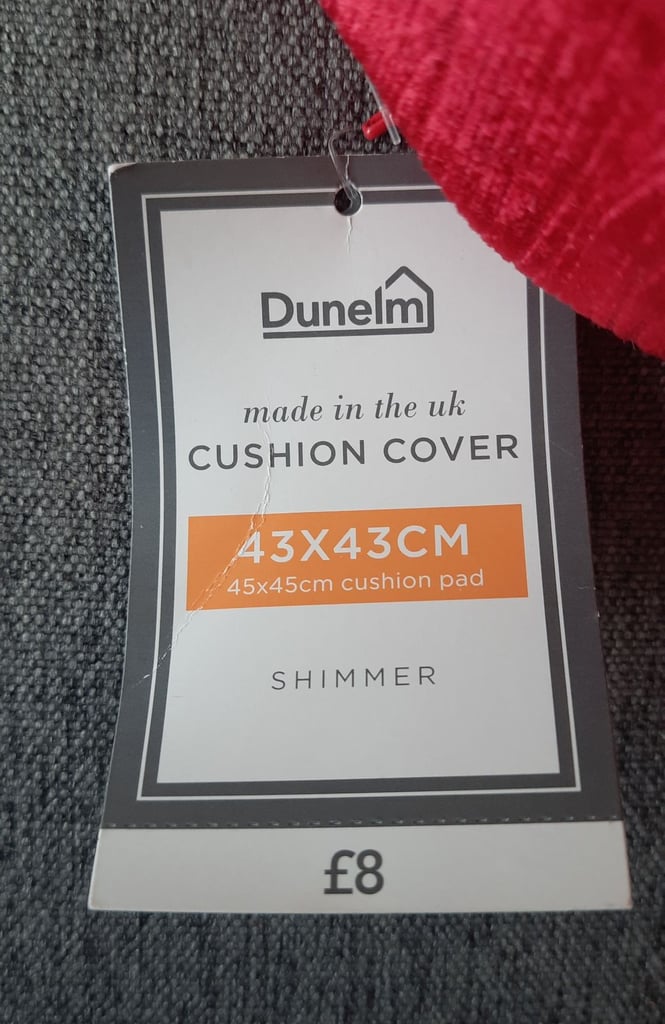 Dunelm
made in the uk
CUSHION COVER
43X43CM
45x45cm cushion pad
SHIMMER
£8